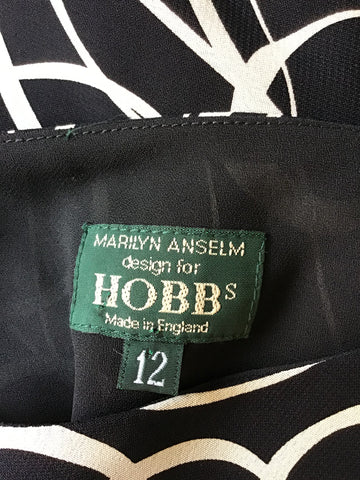 MARILYN ANSELM
design for
HOBBS
Made in England
12